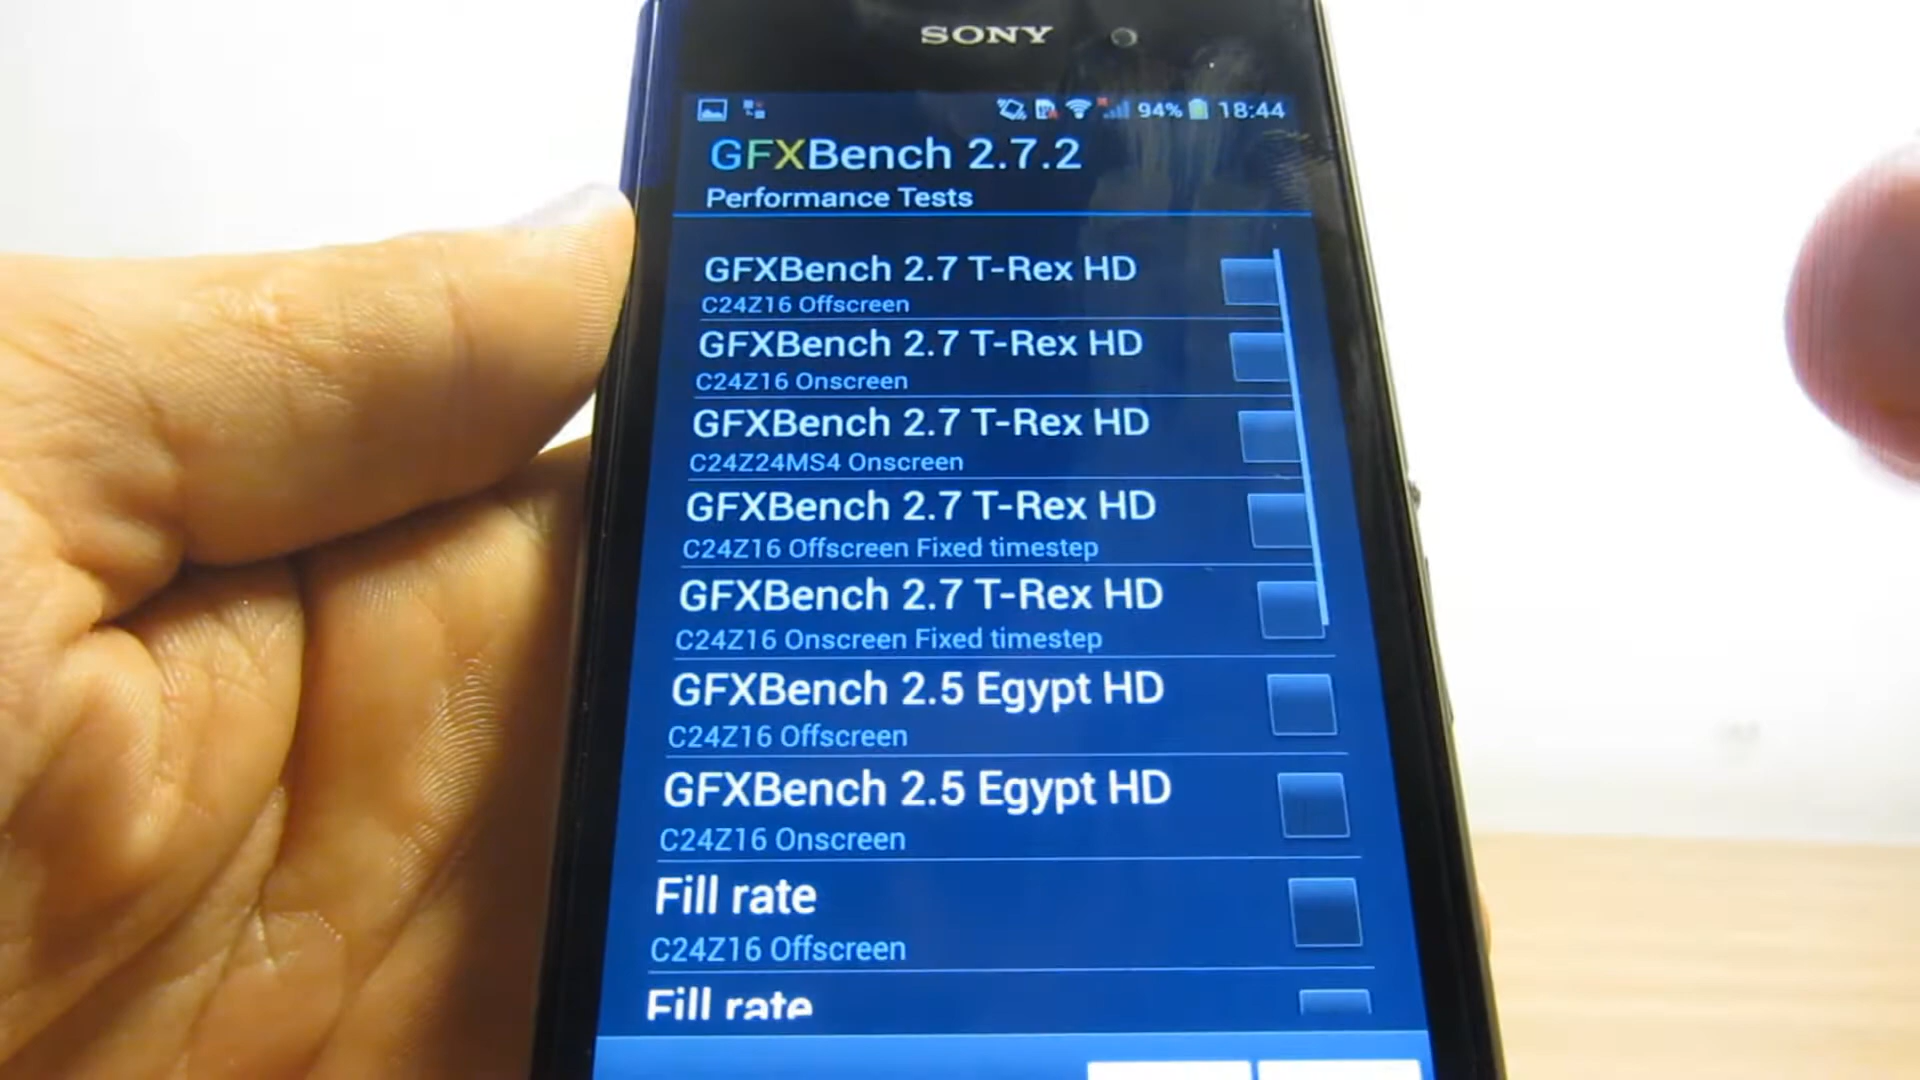 SONY
94% 18:44
GFXBench 2.7.2
Performance Tests
GFXBench 2.7 T-Rex HD
C24Z16 Offscreen
GFXBench 2.7 T-Rex HD
C24Z16 Onscreen
GFXBench 2.7 T-Rex HD
C24Z24MS4 Onscreen
GFXBench 2.7 T-Rex HD
C24Z16 Offscreen Fixed timestep
GFXBench 2.7 T-Rex HD
C24Z16 Onscreen Fixed timestep
GFXBench 2.5 Egypt HD
C24Z16 Offscreen
GFXBench 2.5 Egypt HD
C24Z16 Onscreen
Fill rate
C24Z16 Offscreen
Fill rate